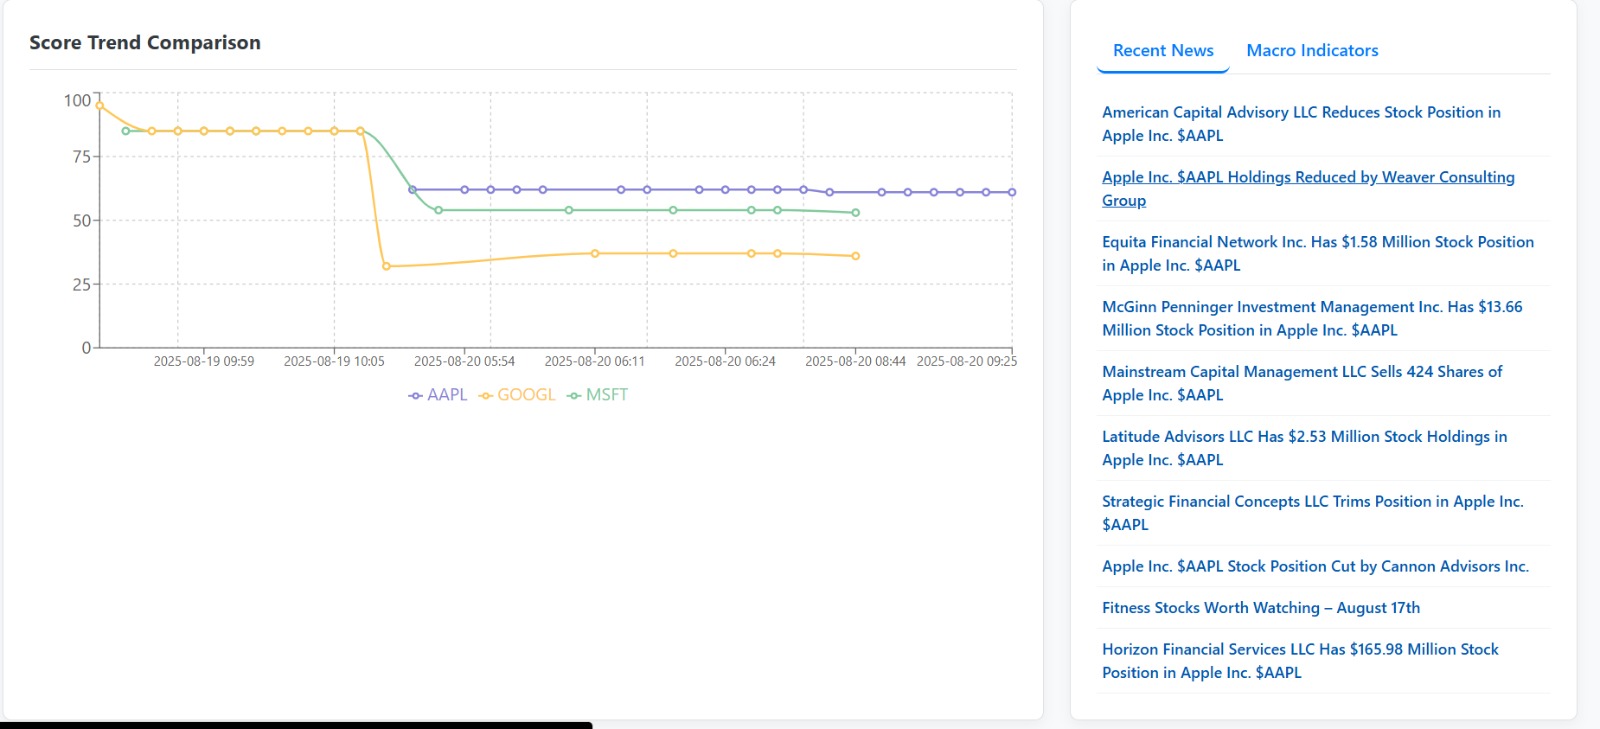 Score Trend Comparison
100
75
50
25
0
2025-08-19 09:59
2025-08-19 10:05
2025-08-20 05:54
2025-08-20 06:11
2025-08-20 06:24
2025-08-20 08:44
2025-08-20 09:25
AAPL
GOOGL
MSFT
Recent News
Macro Indicators
American Capital Advisory LLC Reduces Stock Position in
Apple Inc. $AAPL
Apple Inc. $AAPL Holdings Reduced by Weaver Consulting
Group
Equita Financial Network Inc. Has $1.58 Million Stock Position
in Apple Inc. $AAPL
McGinn Penninger Investment Management Inc. Has $13.66
Million Stock Position in Apple Inc. $AAPL
Mainstream Capital Management LLC Sells 424 Shares of
Apple Inc. $AAPL
Latitude Advisors LLC Has $2.53 Million Stock Holdings in
Apple Inc. $AAPL
Strategic Financial Concepts LLC Trims Position in Apple Inc.
$AAPL
Apple Inc. $AAPL Stock Position Cut by Cannon Advisors Inc.
Fitness Stocks Worth Watching – August 17th
Horizon Financial Services LLC Has $165.98 Million Stock
Position in Apple Inc. $AAPL